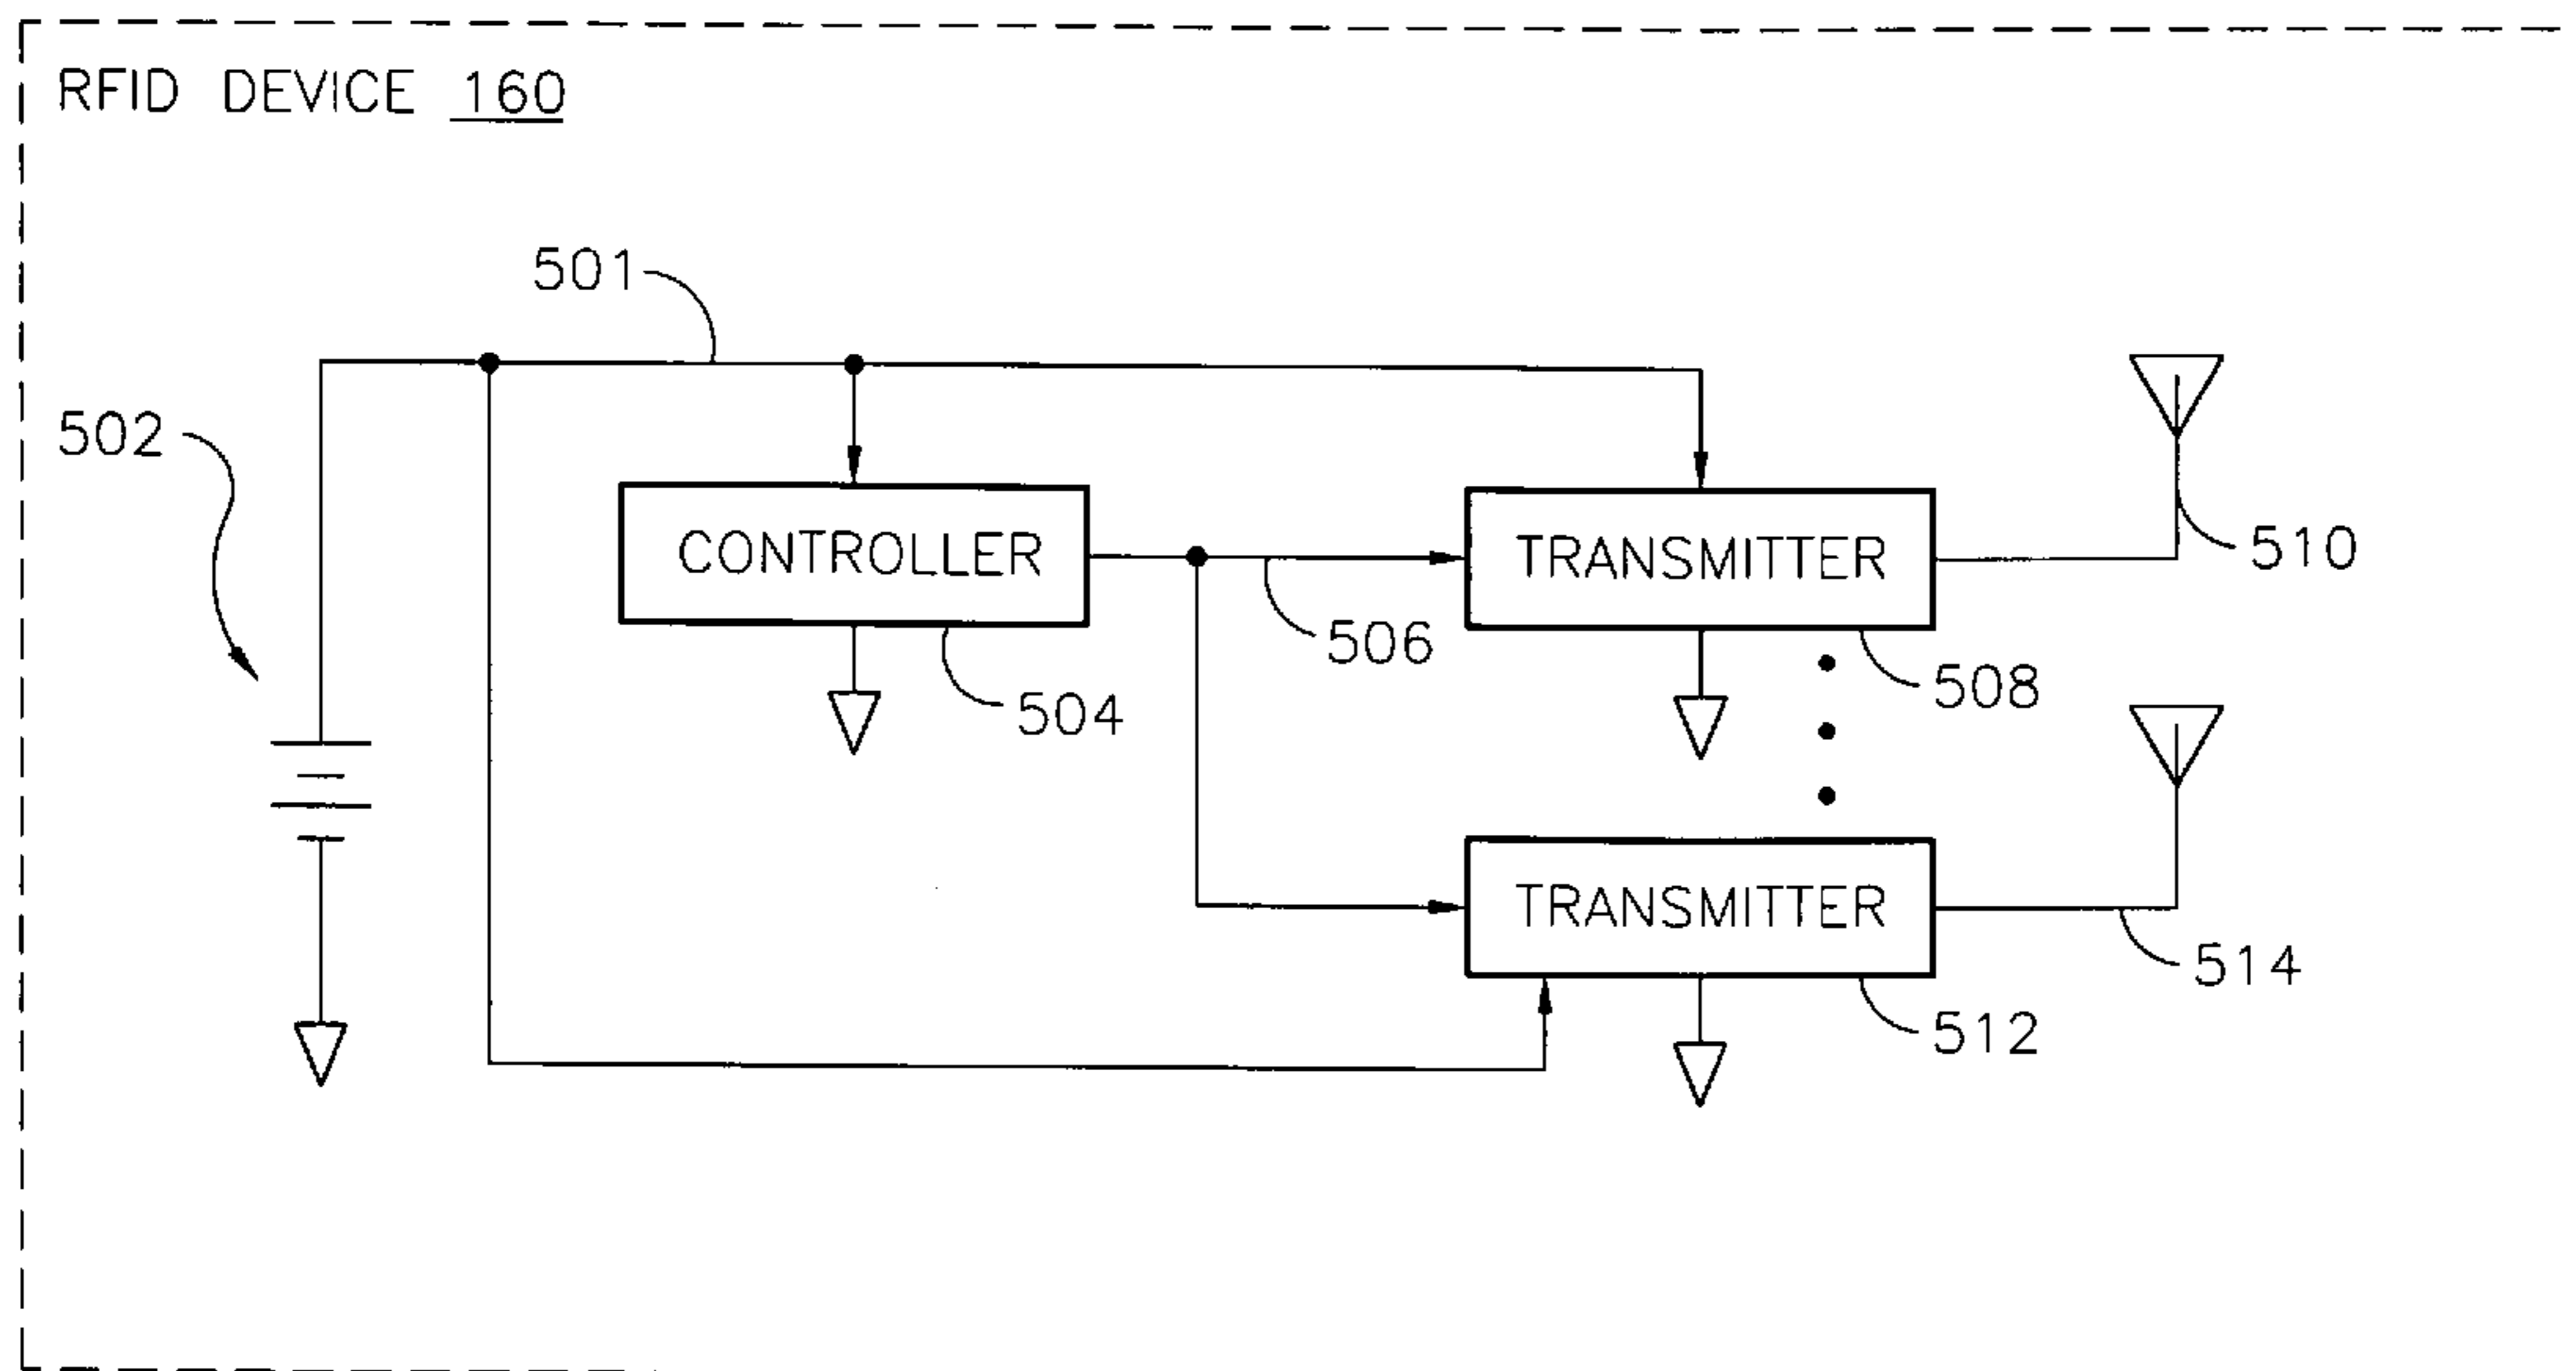 RFID DEVICE 160
501
502
CONTROLLER
TRANSMITTER
510
506
508
504
TRANSMITTER
514
512